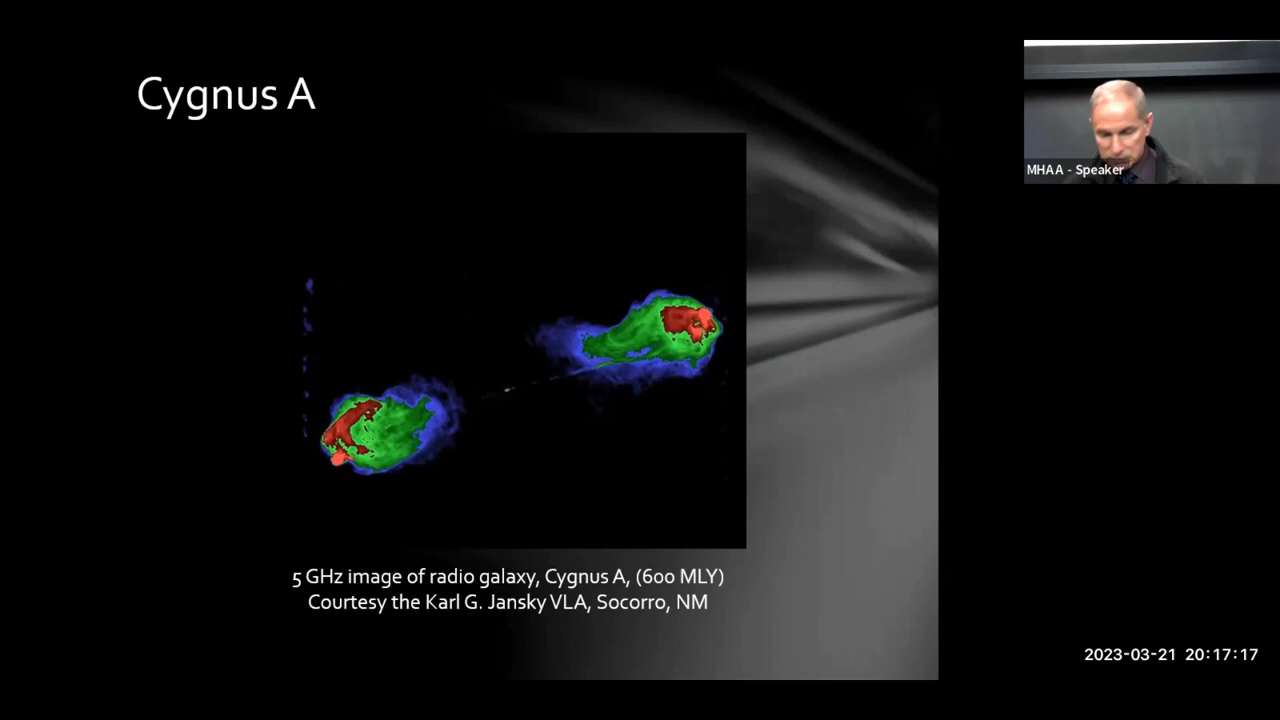 Cygnus A
MHAA - Speaker
5 GHz image of radio galaxy, Cygnus A, (600 MLY)
Courtesy the Karl G. Jansky VLA, Socorro, NM
2023-03-21 20:17:17